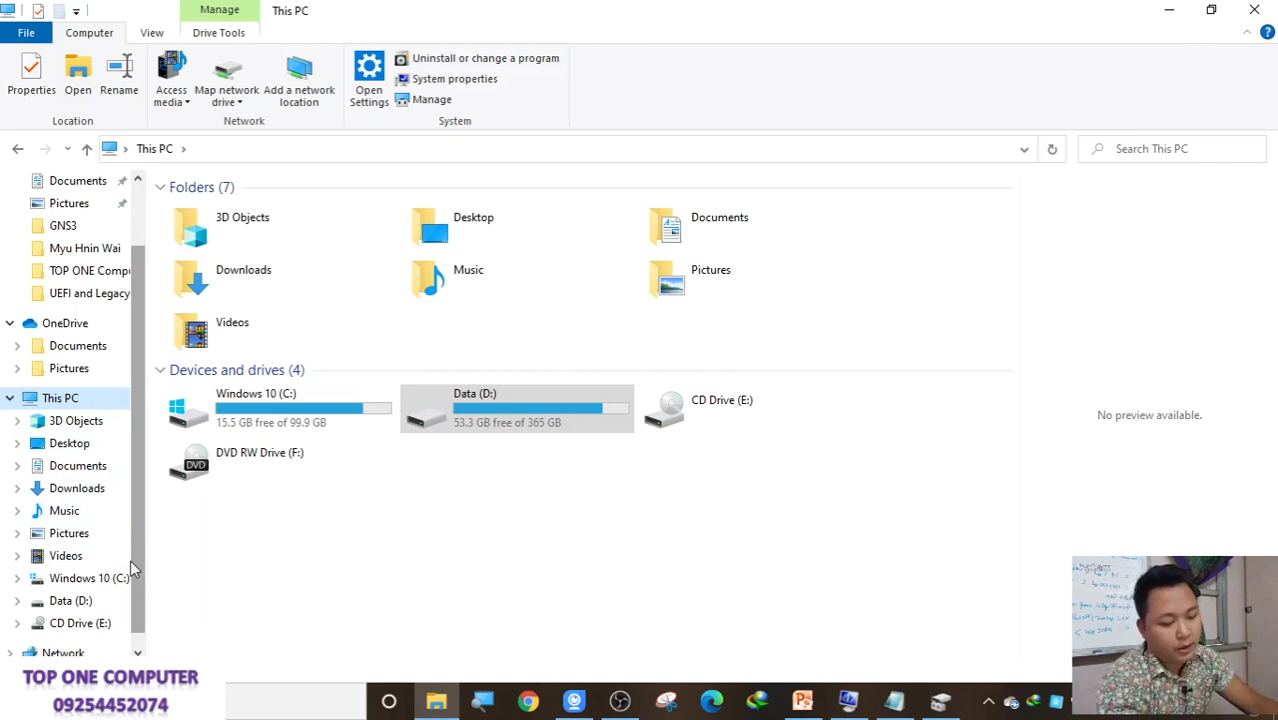 Manage
This PC
File
Computer
View
Drive Tools
Properties
Open
Rename
Access media
Map network drive
Add a network location
Open Settings
Uninstall or change a program
System properties
Manage
Location
Network
System
This PC
Search This PC
Documents
Pictures
GNS3
Myu Hnin Wai
TOP ONE Compu
UEFI and Legacy
OneDrive
Documents
Pictures
This PC
3D Objects
Desktop
Documents
Downloads
Music
Pictures
Videos
Windows 10 (C:)
Data (D:)
CD Drive (E:)
Network
Folders (7)
3D Objects
Desktop
Documents
Downloads
Music
Pictures
Videos
Devices and drives (4)
Windows 10 (C:)
15.5 GB free of 99.9 GB
Data (D:)
53.3 GB free of 365 GB
CD Drive (E:)
DVD
DVD RW Drive (F:)
No preview available.
TOP ONE COMPUTER
09254452074